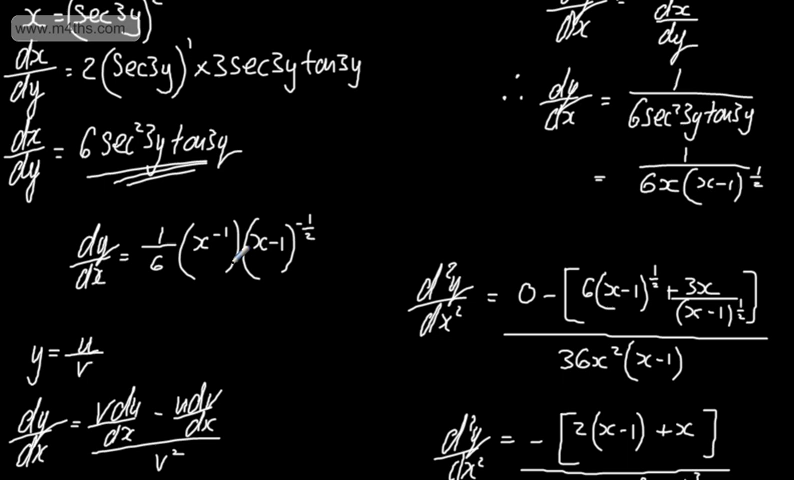 x = (sec3y)²
www.m4ths.com
dx/dy = 2(sec3y)¹ × 3sec3y tan3y
dx/dy = 6sec²3y tan3y
dy/dx = 1/6 (x⁻¹)(x-1)^-1/2
y = u/v
dy/dx = (v du/dx - u dv/dx)/v²
dx/dy
∴ dy/dx = 1/(6sec²3y tan3y)
= 1/(6x(x-1)^1/2)
d²y/dx² = (0 - [6(x-1)^1/2 + 3x/(x-1)^1/2])/(36x²(x-1))
d²y/dx² = -[2(x-1) + x]